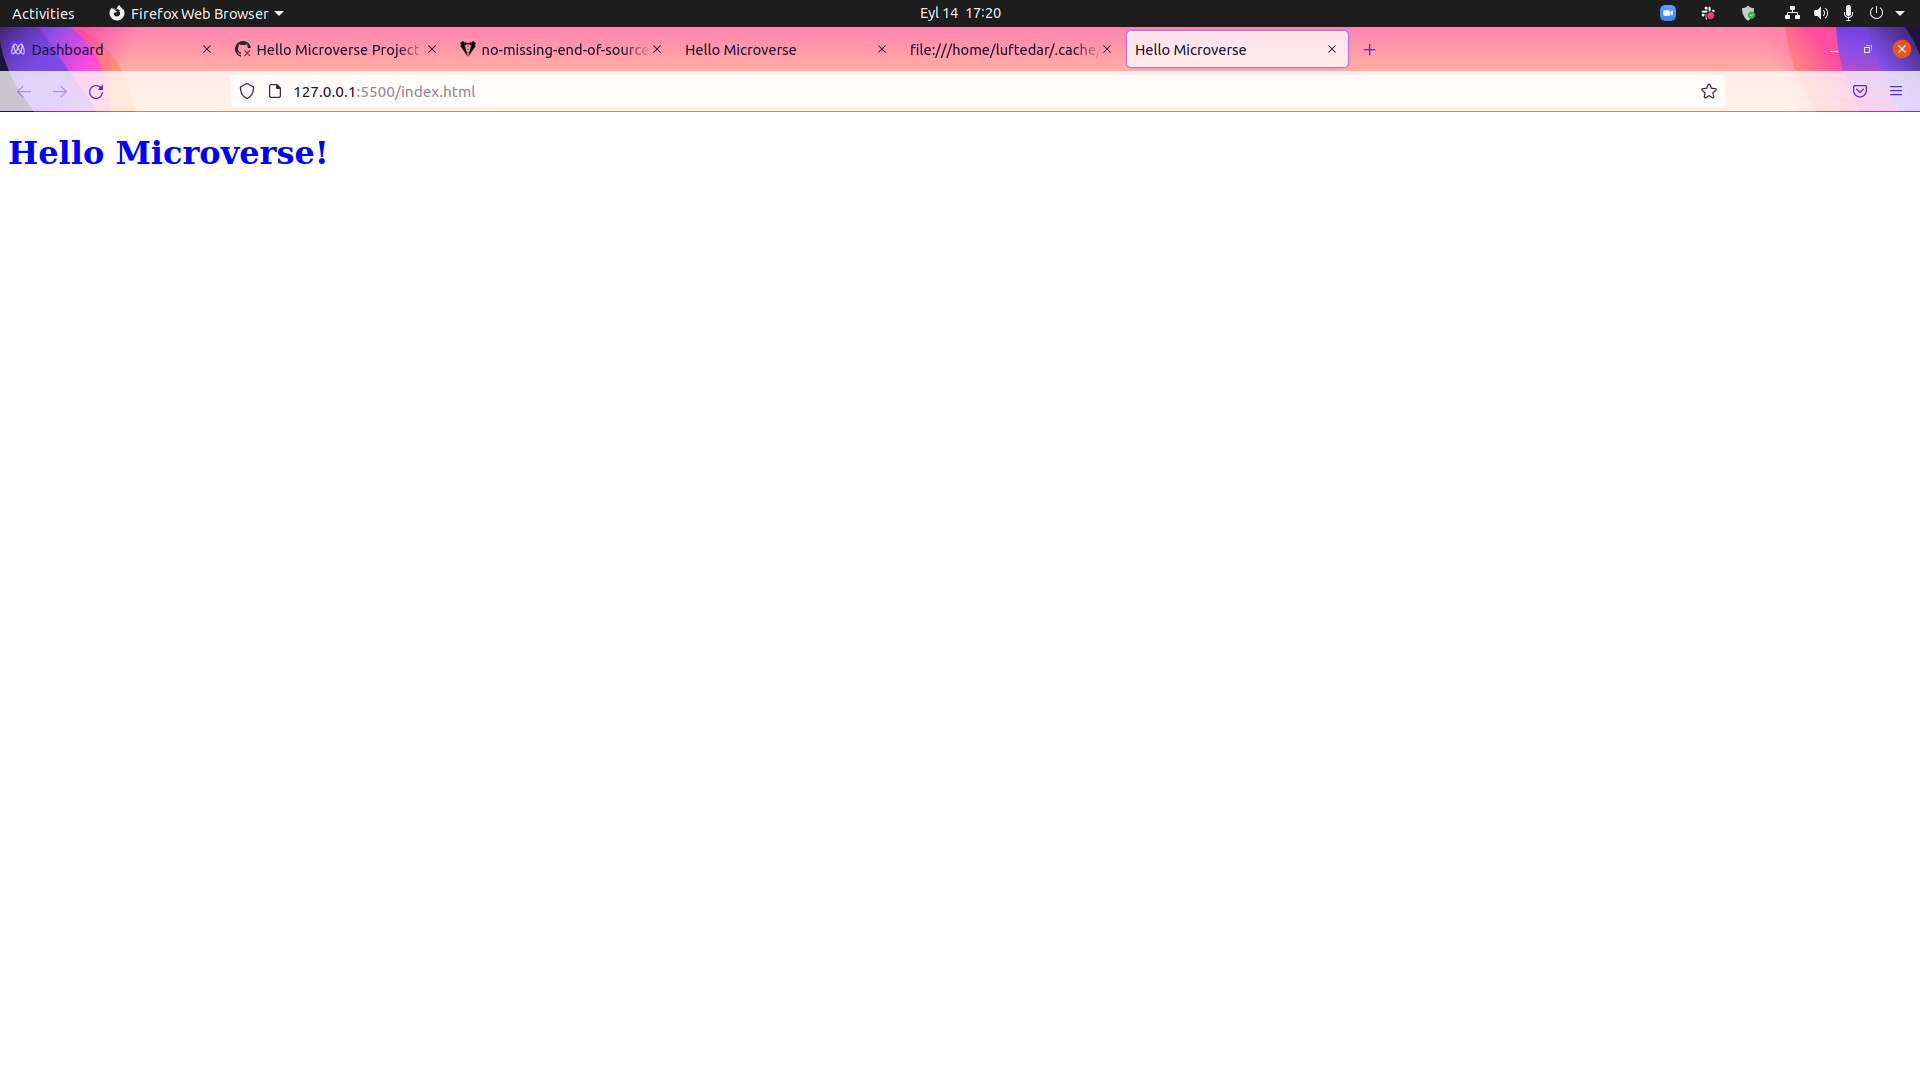 Activities Firefox Web Browser Eyl 14 17:20
Dashboard Hello Microverse Project no-missing-end-of-source Hello Microverse file:///home/luftedar/.cache/ Hello Microverse
127.0.0.1:5500/index.html
Hello Microverse!